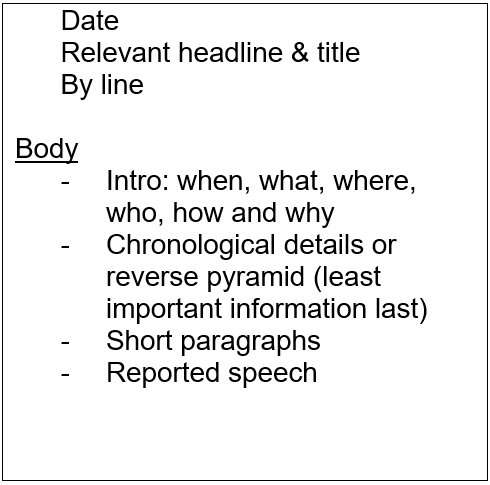 Date
Relevant headline & title
By line
Body
- Intro: when, what, where,
who, how and why
- Chronological details or
reverse pyramid (least
important information last)
- Short paragraphs
- Reported speech